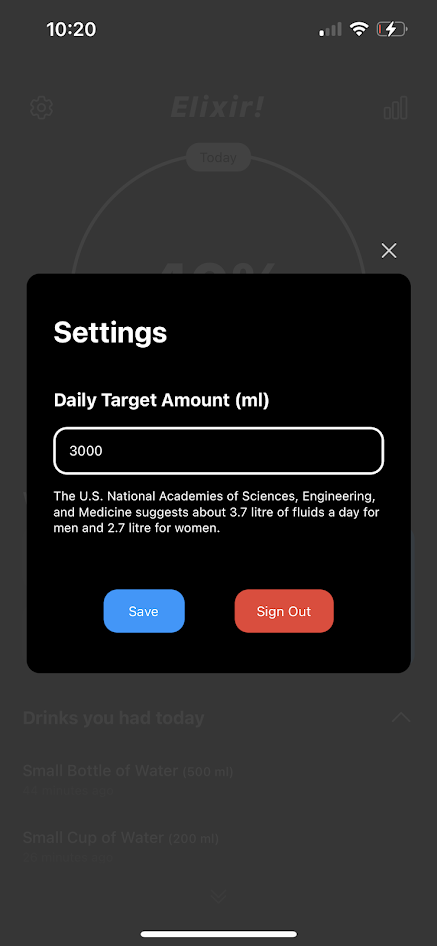 10:20
Elixir!
Today
Settings
Daily Target Amount (ml)
3000
The U.S. National Academies of Sciences, Engineering,
and Medicine suggests about 3.7 litre of fluids a day for
men and 2.7 litre for women.
Save
Sign Out
Drinks you had today
Small Bottle of Water (500 ml)
Small Cup of Water (200 ml)